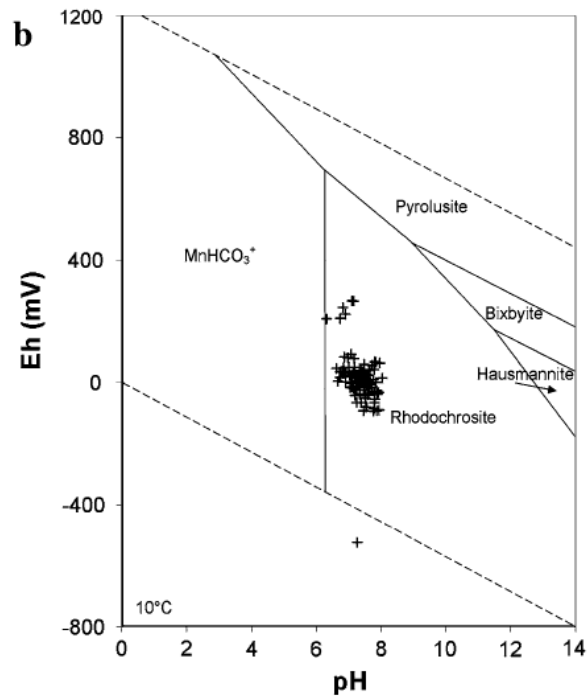 b
1200
800
400
0
-400
-800
Eh (mV)
Pyrolusite
MnHCO₃⁺
Bixbyite
Hausmannite
Rhodochrosite
10°C
0 2 4 6 8 10 12 14
pH